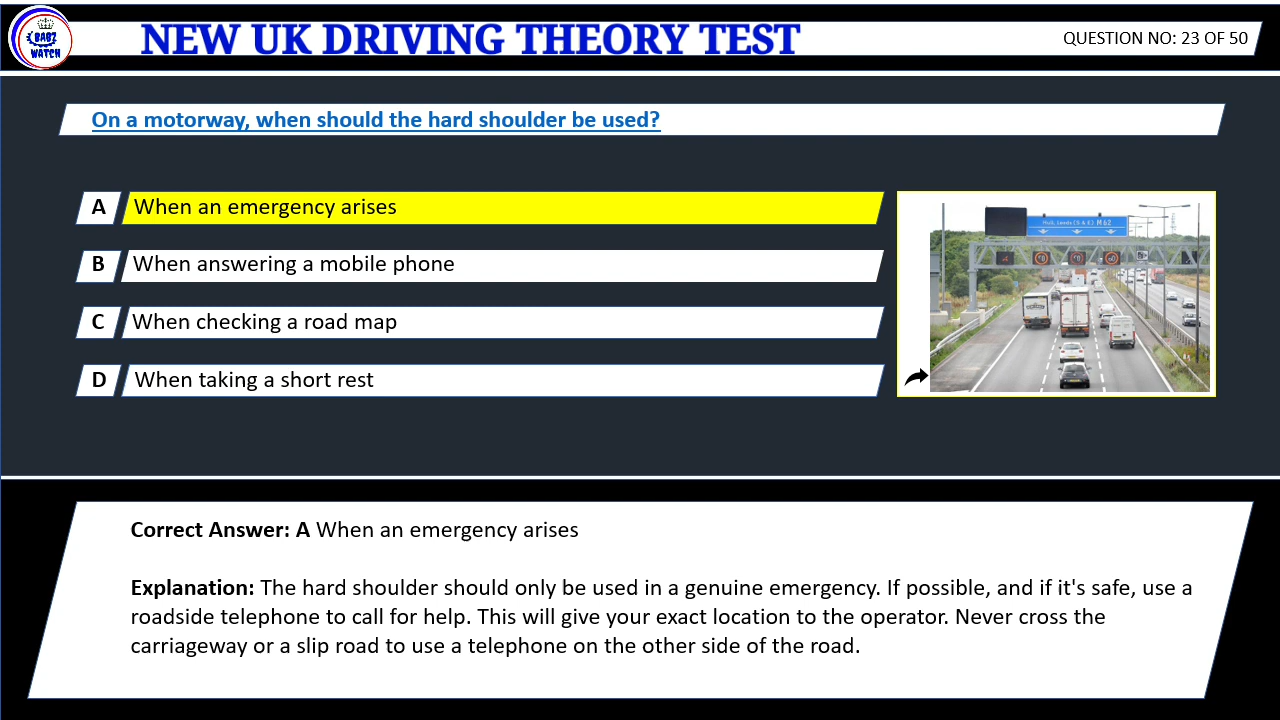 BABZ
WATCH
NEW UK DRIVING THEORY TEST
QUESTION NO: 23 OF 50
On a motorway, when should the hard shoulder be used?
A When an emergency arises
B When answering a mobile phone
C When checking a road map
D When taking a short rest
Hull, Leeds (S & E) M62
Correct Answer: A When an emergency arises
Explanation: The hard shoulder should only be used in a genuine emergency. If possible, and if it's safe, use a
roadside telephone to call for help. This will give your exact location to the operator. Never cross the
carriageway or a slip road to use a telephone on the other side of the road.